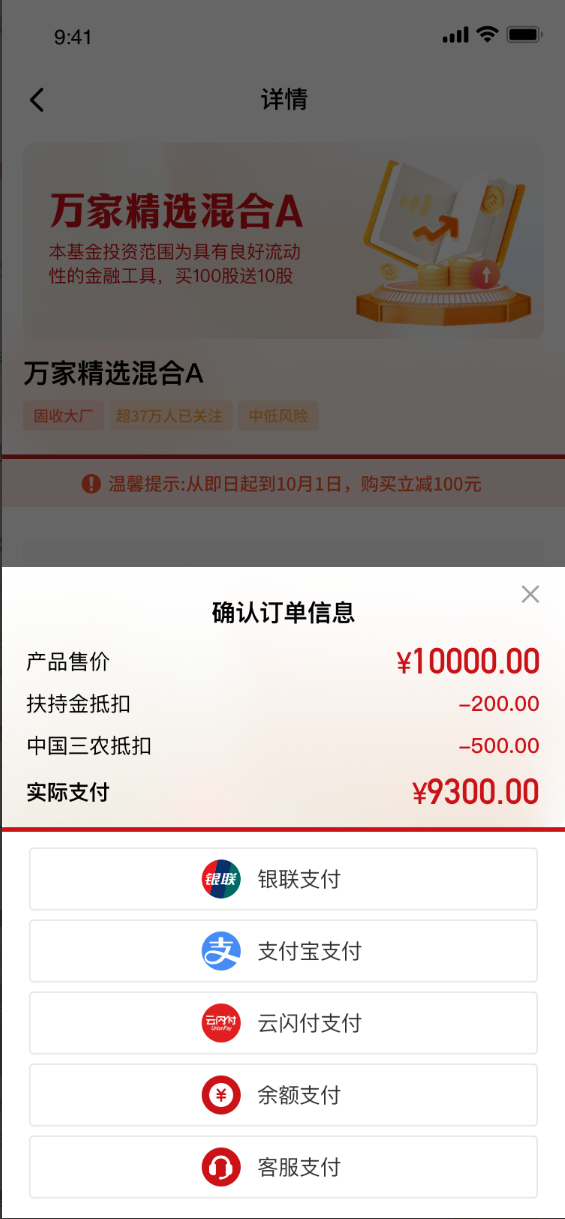 9:41
详情
万家精选混合A
本基金投资范围为具有良好流动
性的金融工具，买100股送10股
万家精选混合A
固收大厂 超37万人已关注 中低风险
温馨提示:从即日起到10月1日，购买立减100元
确认订单信息
产品售价 ¥10000.00
扶持金抵扣 -200.00
中国三农抵扣 -500.00
实际支付 ¥9300.00
银联 银联支付
支 支付宝支付
云闪付 UnionPay 云闪付支付
¥ 余额支付
客服支付